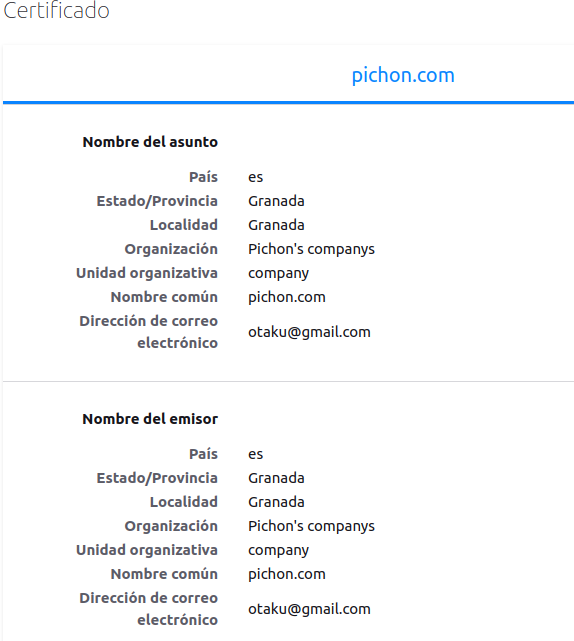 Certificado
pichon.com
Nombre del asunto
País es
Estado/Provincia Granada
Localidad Granada
Organización Pichon's companys
Unidad organizativa company
Nombre común pichon.com
Dirección de correo
electrónico otaku@gmail.com
Nombre del emisor
País es
Estado/Provincia Granada
Localidad Granada
Organización Pichon's companys
Unidad organizativa company
Nombre común pichon.com
Dirección de correo
electrónico otaku@gmail.com